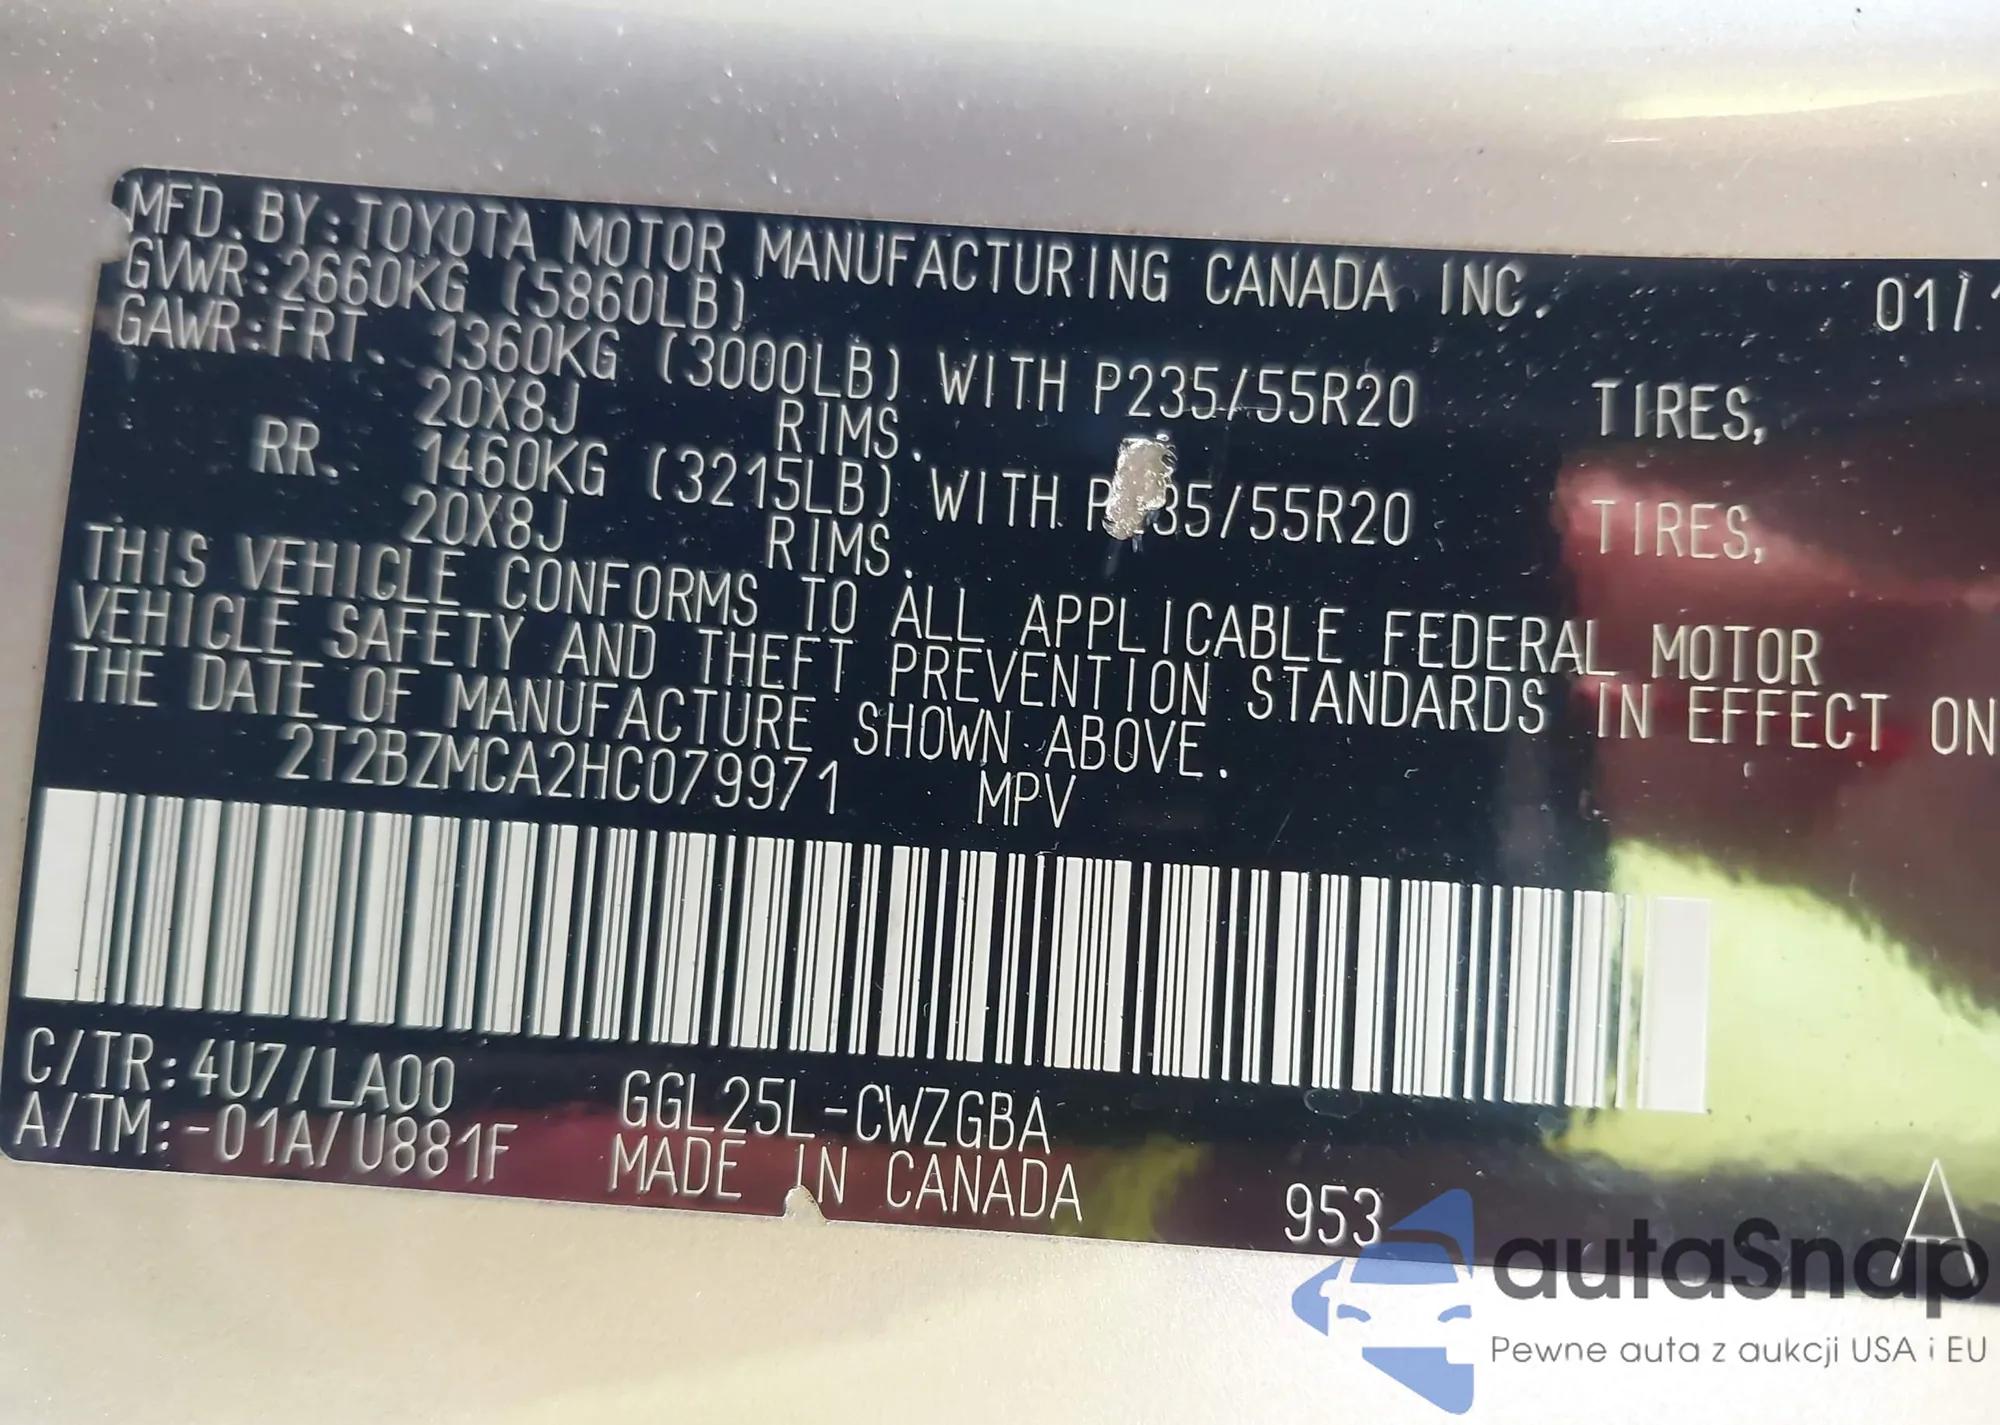 MFD. BY: TOYOTA MOTOR MANUFACTURING CANADA INC. 01/1
GVWR: 2660KG (5860LB)
GAWR: FRT. 1360KG (3000LB) WITH P235/55R20 TIRES,
20X8J RIMS.
RR. 1460KG (3215LB) WITH 35/55R20 TIRES,
20X8J RIMS.
THIS VEHICLE CONFORMS TO ALL APPLICABLE FEDERAL MOTOR
VEHICLE SAFETY AND THEFT PREVENTION STANDARDS IN EFFECT ON
THE DATE OF MANUFACTURE SHOWN ABOVE.
2T2BZMCA2HC079971 MPV
C/TR: 4U7/LA00 GGL25L-CWZGBA
A/TM: -01A/U881F MADE IN CANADA 953 A
autaSnap
Pewne auta z aukcji USA i EU